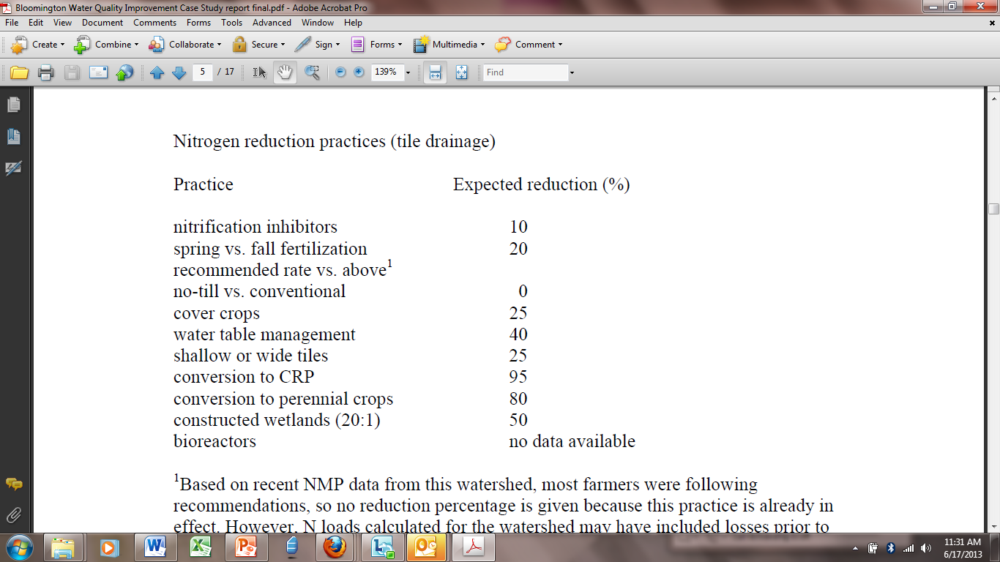 Bloomington Water Quality Improvement Case Study report final.pdf - Adobe Acrobat Pro
File Edit View Document Comments Forms Tools Advanced Window Help
Create Combine Collaborate Secure Sign Forms Multimedia Comment
5 / 17 139% Find
Nitrogen reduction practices (tile drainage)
Practice Expected reduction (%)
nitrification inhibitors 10
spring vs. fall fertilization 20
recommended rate vs. above1
no-till vs. conventional 0
cover crops 25
water table management 40
shallow or wide tiles 25
conversion to CRP 95
conversion to perennial crops 80
constructed wetlands (20:1) 50
bioreactors no data available
1Based on recent NMP data from this watershed, most farmers were following
recommendations, so no reduction percentage is given because this practice is already in
effect. However, N loads calculated for the watershed may have included losses prior to
11:31 AM
6/17/2013